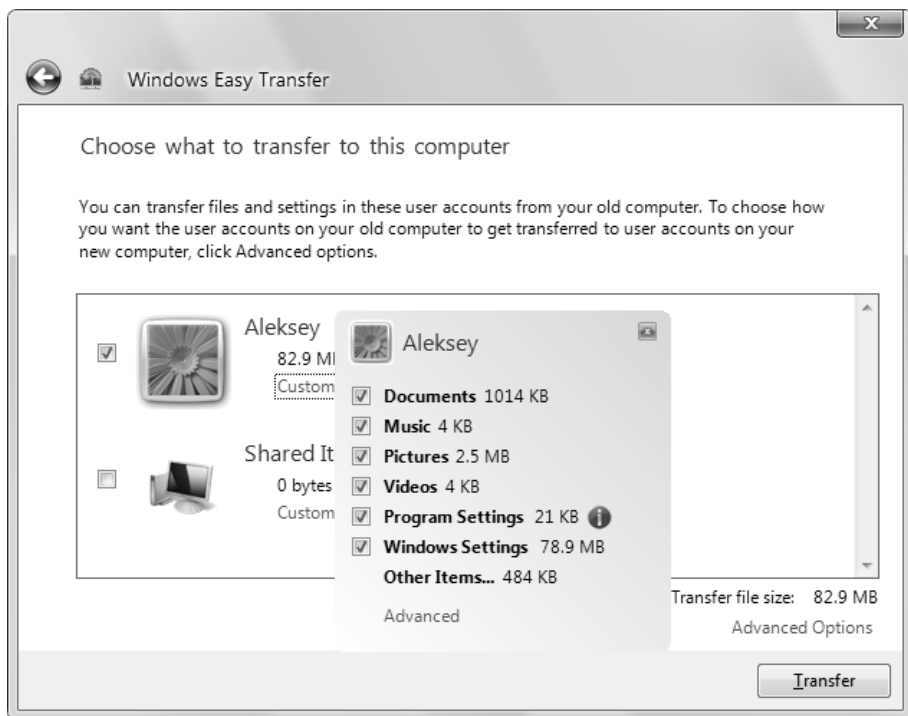 Windows Easy Transfer
Choose what to transfer to this computer
You can transfer files and settings in these user accounts from your old computer. To choose how
you want the user accounts on your old computer to get transferred to user accounts on your
new computer, click Advanced options.
Aleksey
82.9 M
Custom
Shared It
0 bytes
Custom
Aleksey
Documents 1014 KB
Music 4 KB
Pictures 2.5 MB
Videos 4 KB
Program Settings 21 KB
Windows Settings 78.9 MB
Other Items... 484 KB
Advanced
Transfer file size: 82.9 MB
Advanced Options
Transfer